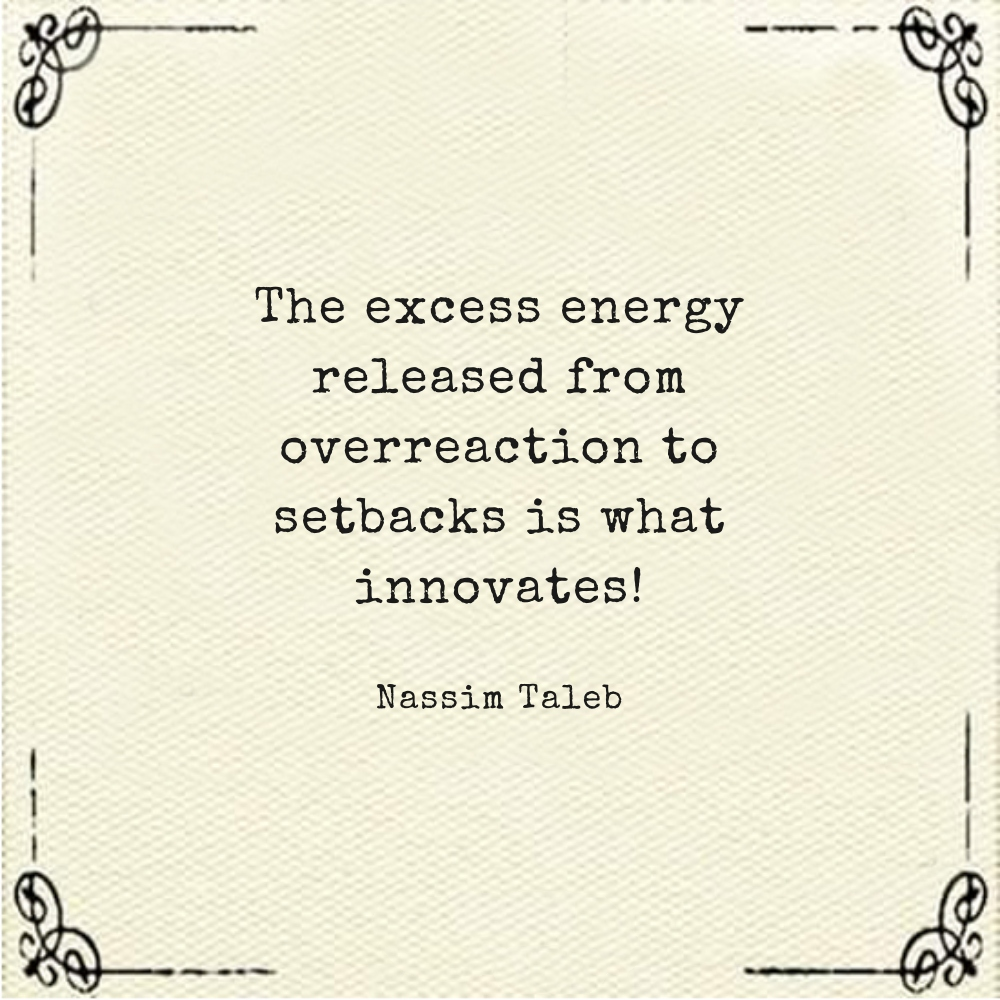 The excess energy
released from
overreaction to
setbacks is what
innovates!
Nassim Taleb